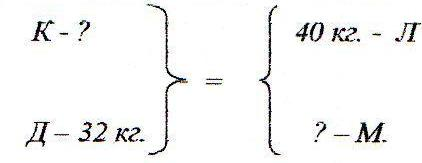 К - ? 40 кг. - Л
=
Д – 32 кг. ? – М.